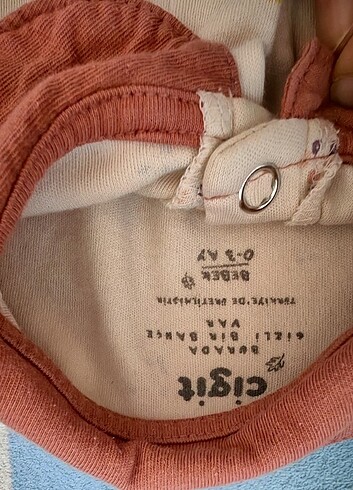 cigit
BURADA
GİZLİ BİR BAHÇE
VAR
TÜRKİYE'DE ÜRETİLMİŞTİR
BEBEK
0-3 AY